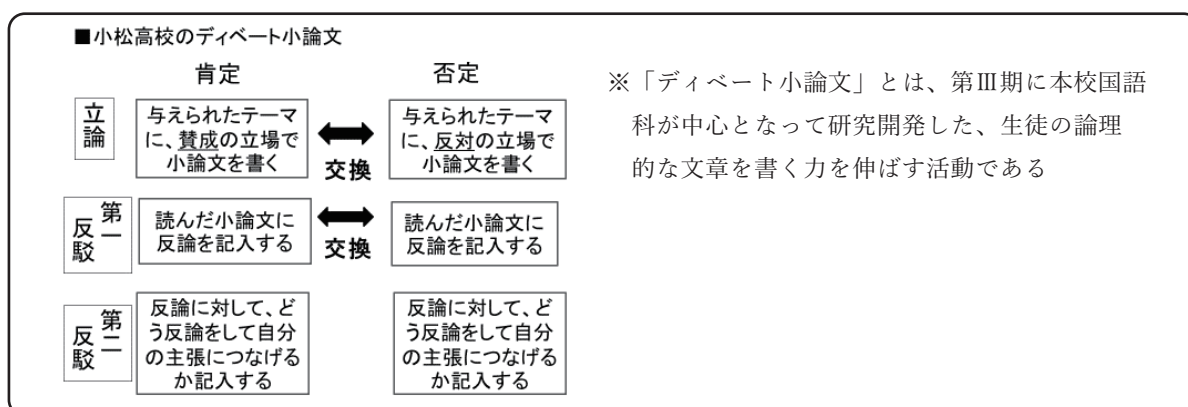 ■小松高校のディベート小論文
肯定
否定
立論
与えられたテーマ
に、賛成の立場で
小論文を書く
交換
与えられたテーマ
に、反対の立場で
小論文を書く
第一
反駁
読んだ小論文に
反論を記入する
交換
読んだ小論文に
反論を記入する
第二
反駁
反論に対して、ど
う反論をして自分
の主張につなげる
か記入する
反論に対して、ど
う反論をして自分
の主張につなげる
か記入する
※「ディベート小論文」とは、第Ⅲ期に本校国語
科が中心となって研究開発した、生徒の論理
的な文章を書く力を伸ばす活動である